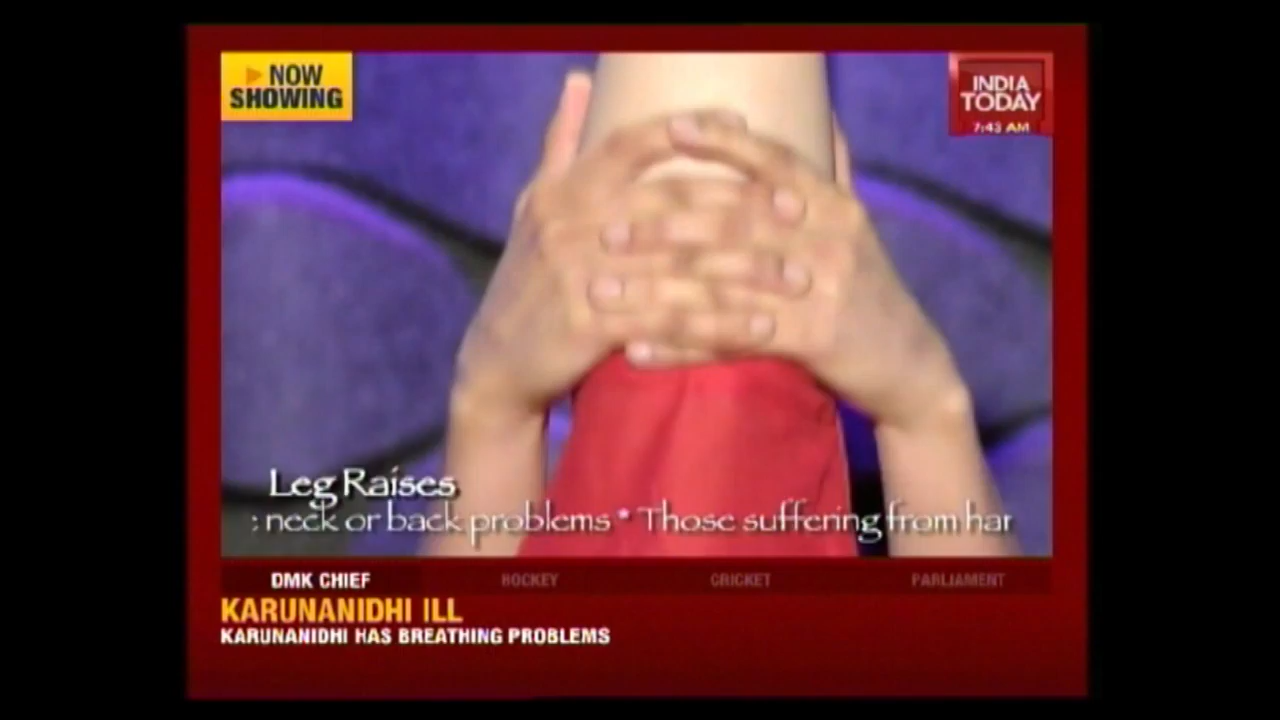 NOW
SHOWING
INDIA
TODAY
7:43 AM
Leg Raises
: neck or back problems * Those suffering from har
DMK CHIEF
HOCKEY
CRICKET
PARLIAMENT
KARUNANIDHI ILL
KARUNANIDHI HAS BREATHING PROBLEMS